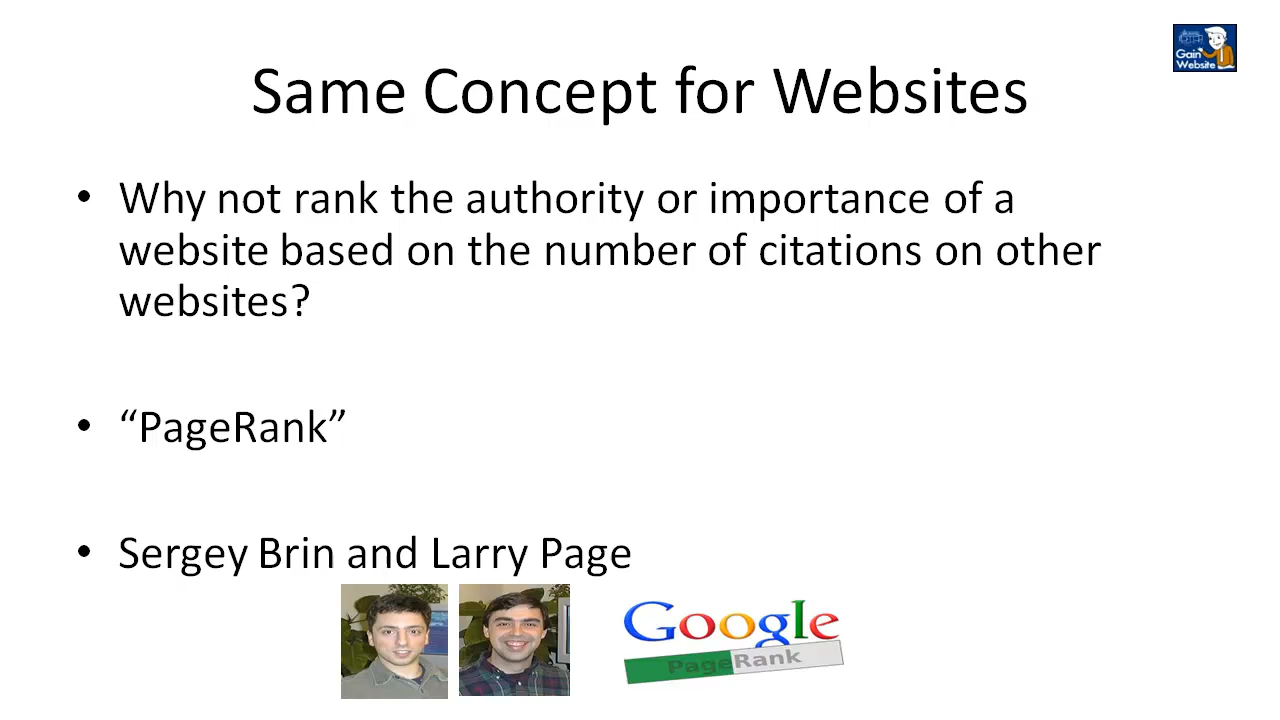 Gain
Website
Same Concept for Websites
• Why not rank the authority or importance of a
website based on the number of citations on other
websites?
• “PageRank”
• Sergey Brin and Larry Page
Google
PageRank